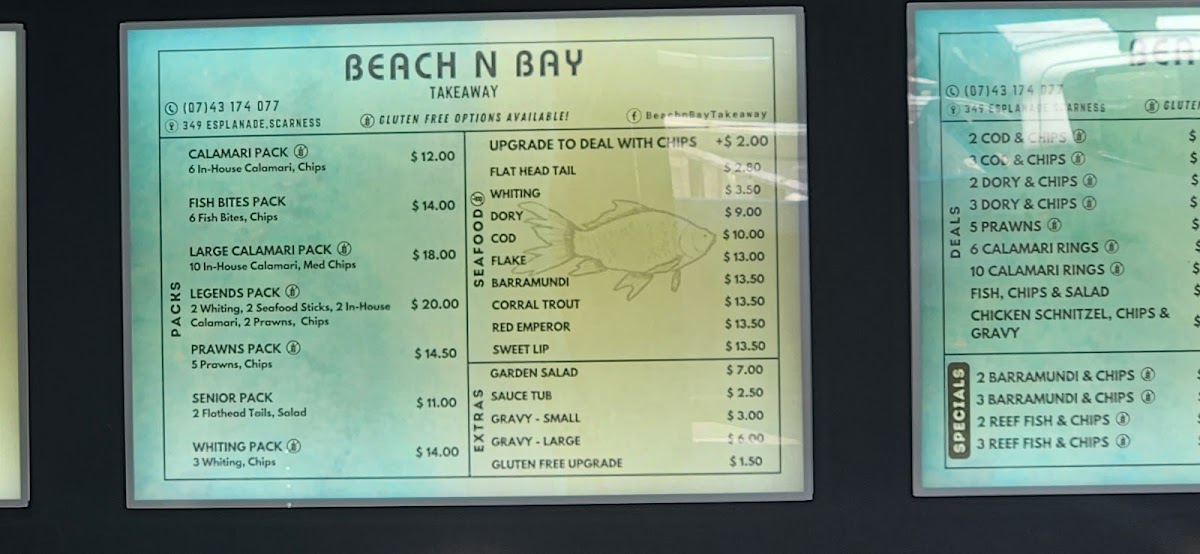 BEACH N BAY
TAKEAWAY
(07)43 174 077
349 ESPLANADE,SCARNESS
GLUTEN FREE OPTIONS AVAILABLE!
BeachnBayTakeaway
PACKS
CALAMARI PACK $12.00
6 In-House Calamari, Chips
FISH BITES PACK $14.00
6 Fish Bites, Chips
LARGE CALAMARI PACK $18.00
10 In-House Calamari, Med Chips
LEGENDS PACK $20.00
2 Whiting, 2 Seafood Sticks, 2 In-House
Calamari, 2 Prawns, Chips
PRAWNS PACK $14.50
5 Prawns, Chips
SENIOR PACK $11.00
2 Flathead Tails, Salad
WHITING PACK $14.00
3 Whiting, Chips
SEAFOOD
UPGRADE TO DEAL WITH CHIPS +$2.00
FLAT HEAD TAIL $2.80
WHITING $3.50
DORY $9.00
COD $10.00
FLAKE $13.00
BARRAMUNDI $13.50
CORRAL TROUT $13.50
RED EMPEROR $13.50
SWEET LIP $13.50
EXTRAS
GARDEN SALAD $7.00
SAUCE TUB $2.50
GRAVY - SMALL $3.00
GRAVY - LARGE $6.00
GLUTEN FREE UPGRADE $1.50
(07)43 174 077
349 ESPLANADE,SCARNESS
DEALS
2 COD & CHIPS $
3 COD & CHIPS $
2 DORY & CHIPS $
3 DORY & CHIPS $
5 PRAWNS $
6 CALAMARI RINGS $
10 CALAMARI RINGS $
FISH, CHIPS & SALAD $
CHICKEN SCHNITZEL, CHIPS & $
GRAVY
SPECIALS
2 BARRAMUNDI & CHIPS $
3 BARRAMUNDI & CHIPS $
2 REEF FISH & CHIPS $
3 REEF FISH & CHIPS $